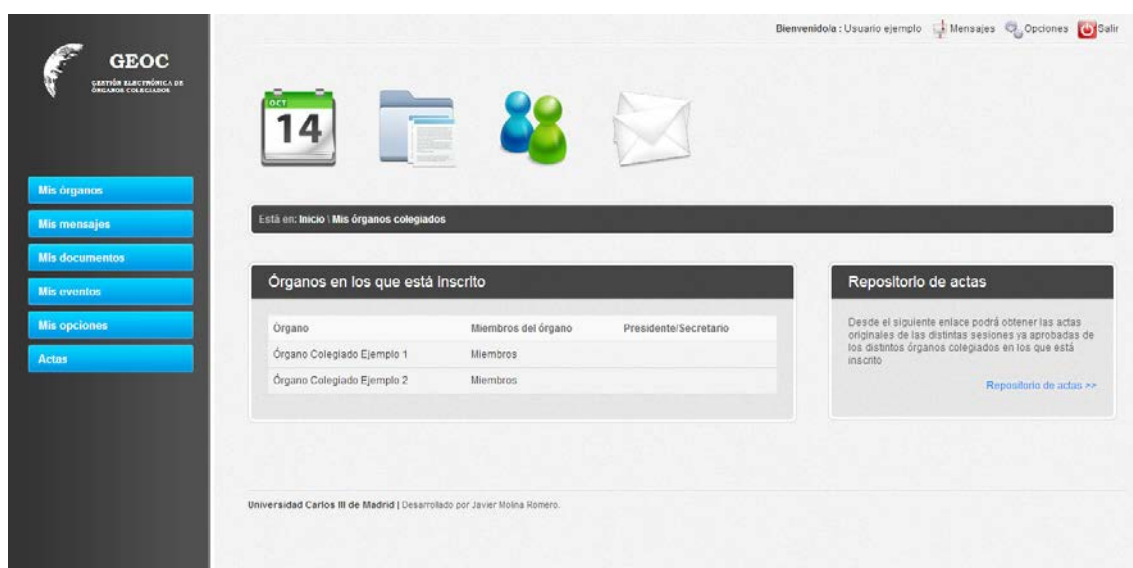 Bienvenido/a : Usuario ejemplo Mensajes Opciones Salir
GEOC
GESTIÓN ELECTRÓNICA DE
ÓRGANOS COLEGIADOS
OCT
14
Mis órganos
Mis mensajes
Mis documentos
Mis eventos
Mis opciones
Actas
Está en: Inicio \ Mis órganos colegiados
Órganos en los que está inscrito
Órgano Miembros del órgano Presidente/Secretario
Órgano Colegiado Ejemplo 1 Miembros
Órgano Colegiado Ejemplo 2 Miembros
Repositorio de actas
Desde el siguiente enlace podrá obtener las actas
originales de las distintas sesiones ya aprobadas de
los distintos órganos colegiados en los que está
inscrito
Repositorio de actas >>
Universidad Carlos III de Madrid | Desarrollado por Javier Molina Romero.